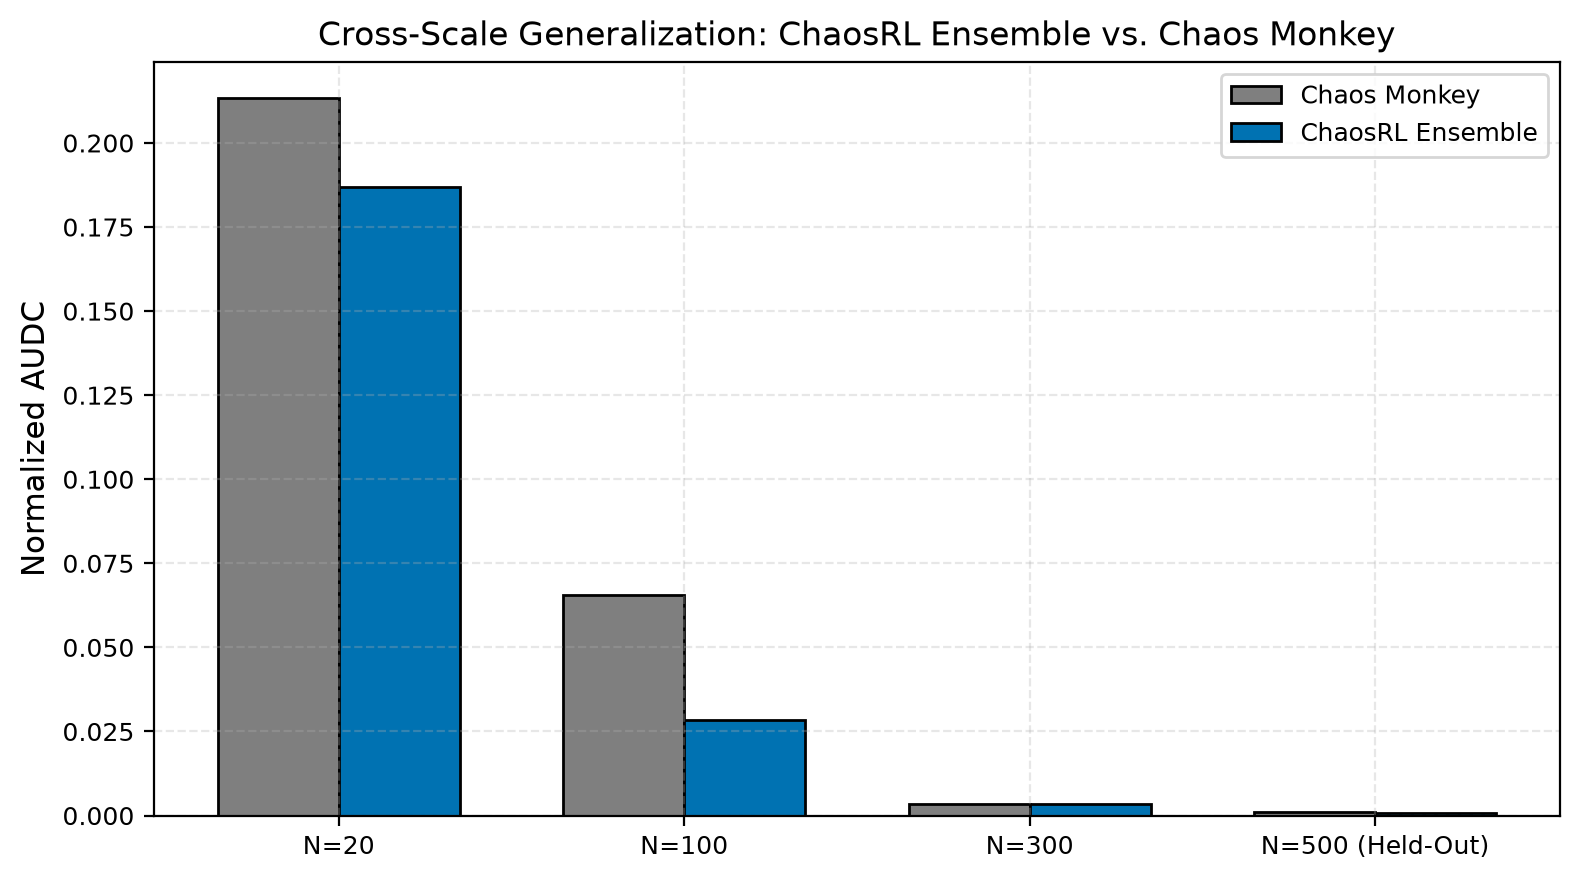 Cross-Scale Generalization: ChaosRL Ensemble vs. Chaos Monkey
Chaos Monkey
ChaosRL Ensemble
Normalized AUDC
0.200
0.175
0.150
0.125
0.100
0.075
0.050
0.025
0.000
N=20
N=100
N=300
N=500 (Held-Out)